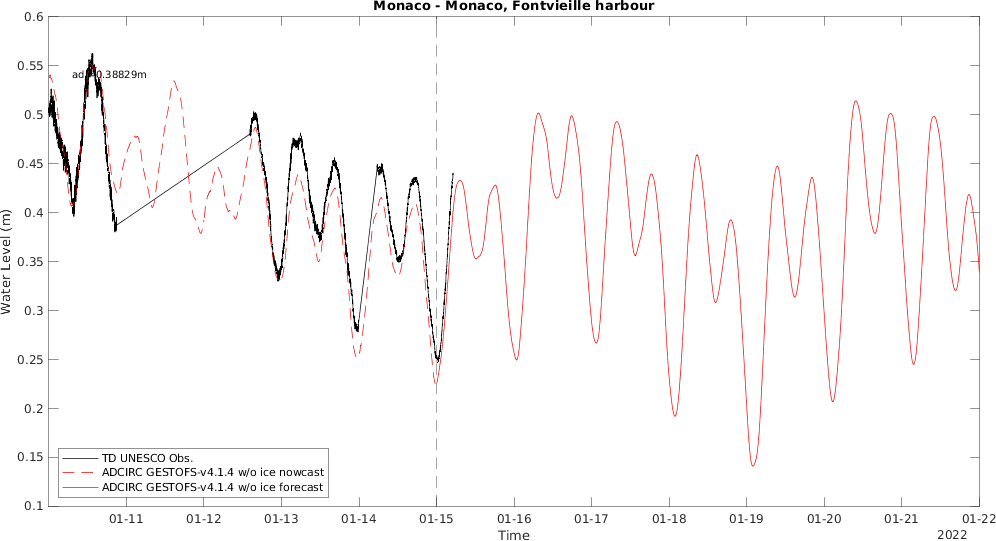 Monaco - Monaco, Fontvieille harbour
0.6
0.55
0.5
0.45
0.4
0.35
0.3
0.25
0.2
0.15
0.1
Water Level (m)
0.38829m
TD UNESCO Obs.
ADCIRC GESTOFS-v4.1.4 w/o ice nowcast
ADCIRC GESTOFS-v4.1.4 w/o ice forecast
01-11 01-12 01-13 01-14 01-15 01-16 01-17 01-18 01-19 01-20 01-21 01-22
Time
2022